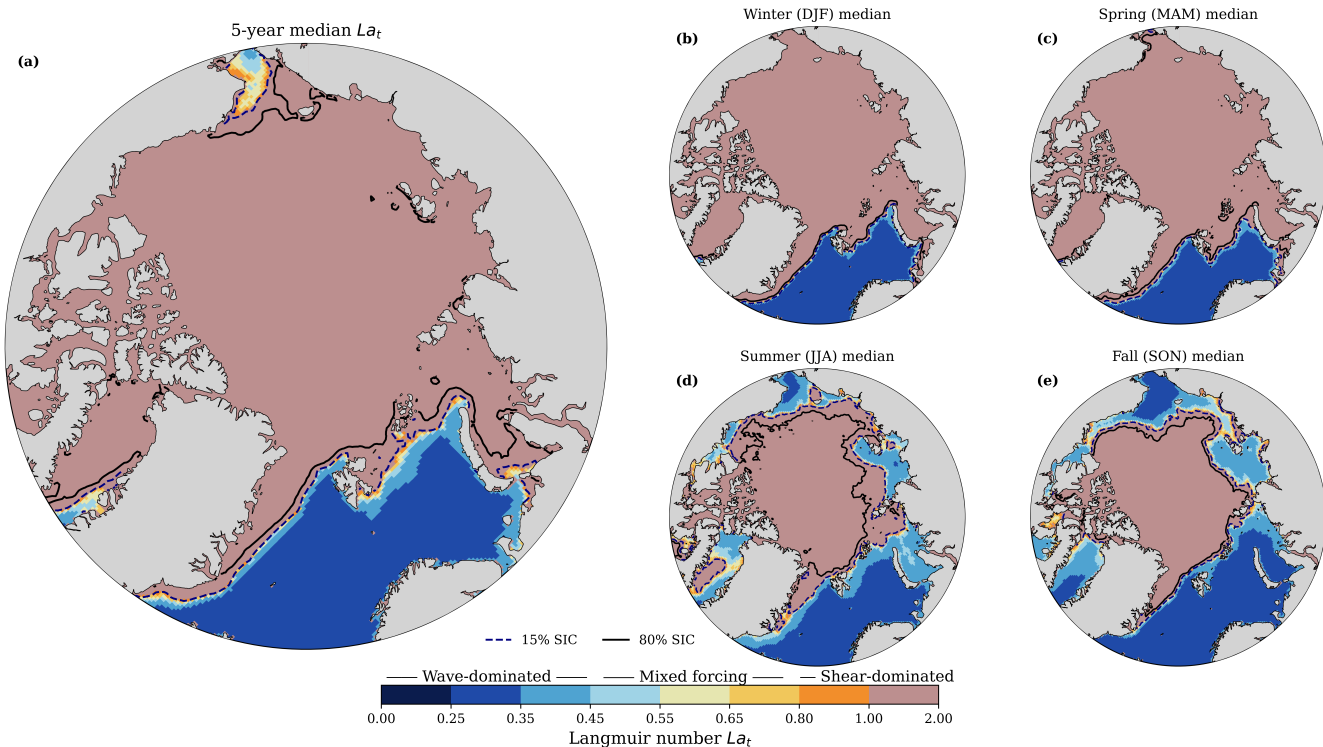 5-year median La_t
(a)
Winter (DJF) median
(b)
Spring (MAM) median
(c)
Summer (JJA) median
(d)
Fall (SON) median
(e)
15% SIC
80% SIC
Wave-dominated
Mixed forcing
Shear-dominated
0.00 0.25 0.35 0.45 0.55 0.65 0.80 1.00 2.00
Langmuir number La_t